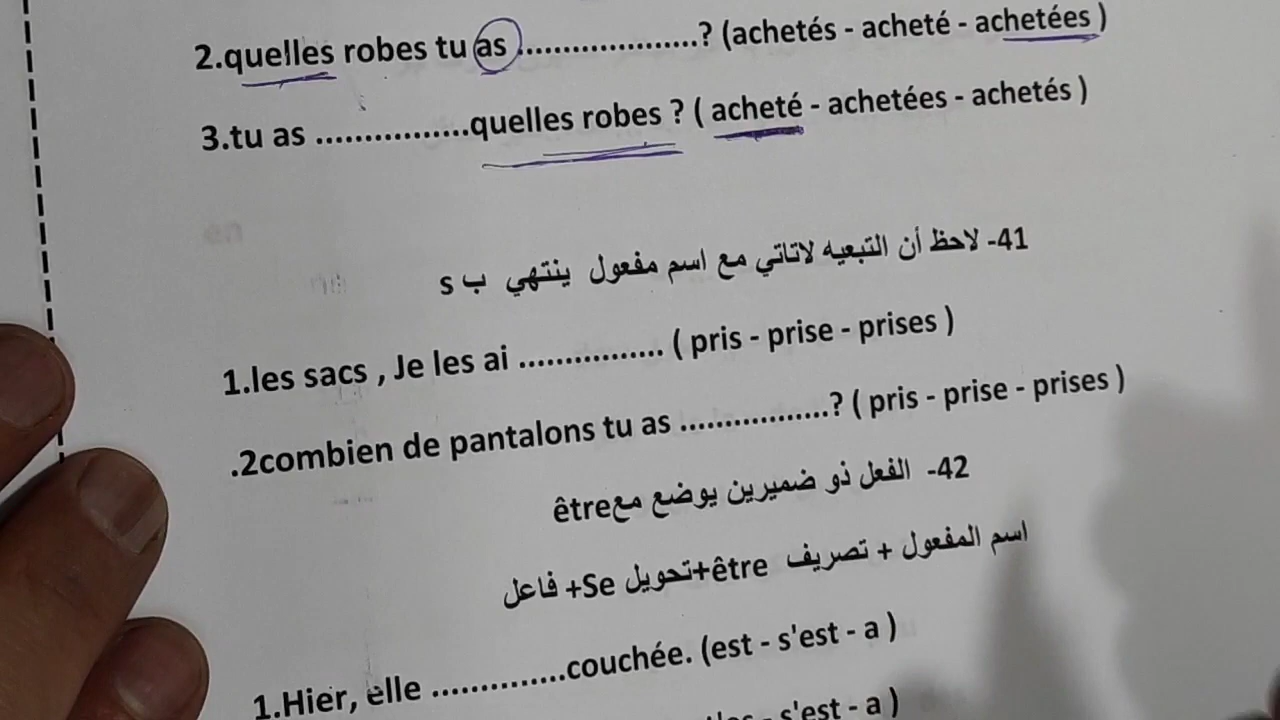 2.quelles robes tu as ....................? (achetés - acheté - achetées )
3.tu as ................quelles robes ? ( acheté - achetées - achetés )
41- لاحظ أن التبعيه لاتاتي مع اسم مفعول ينتهي ب s
1.les sacs , Je les ai ................ ( pris - prise - prises )
.2combien de pantalons tu as ................? ( pris - prise - prises )
42- الفعل ذو ضميرين يوضع معêtre
اسم المفعول + تصريف être+تحويل Se+ فاعل
1.Hier, elle ..............couchée. (est - s'est - a )
- s'est - a )